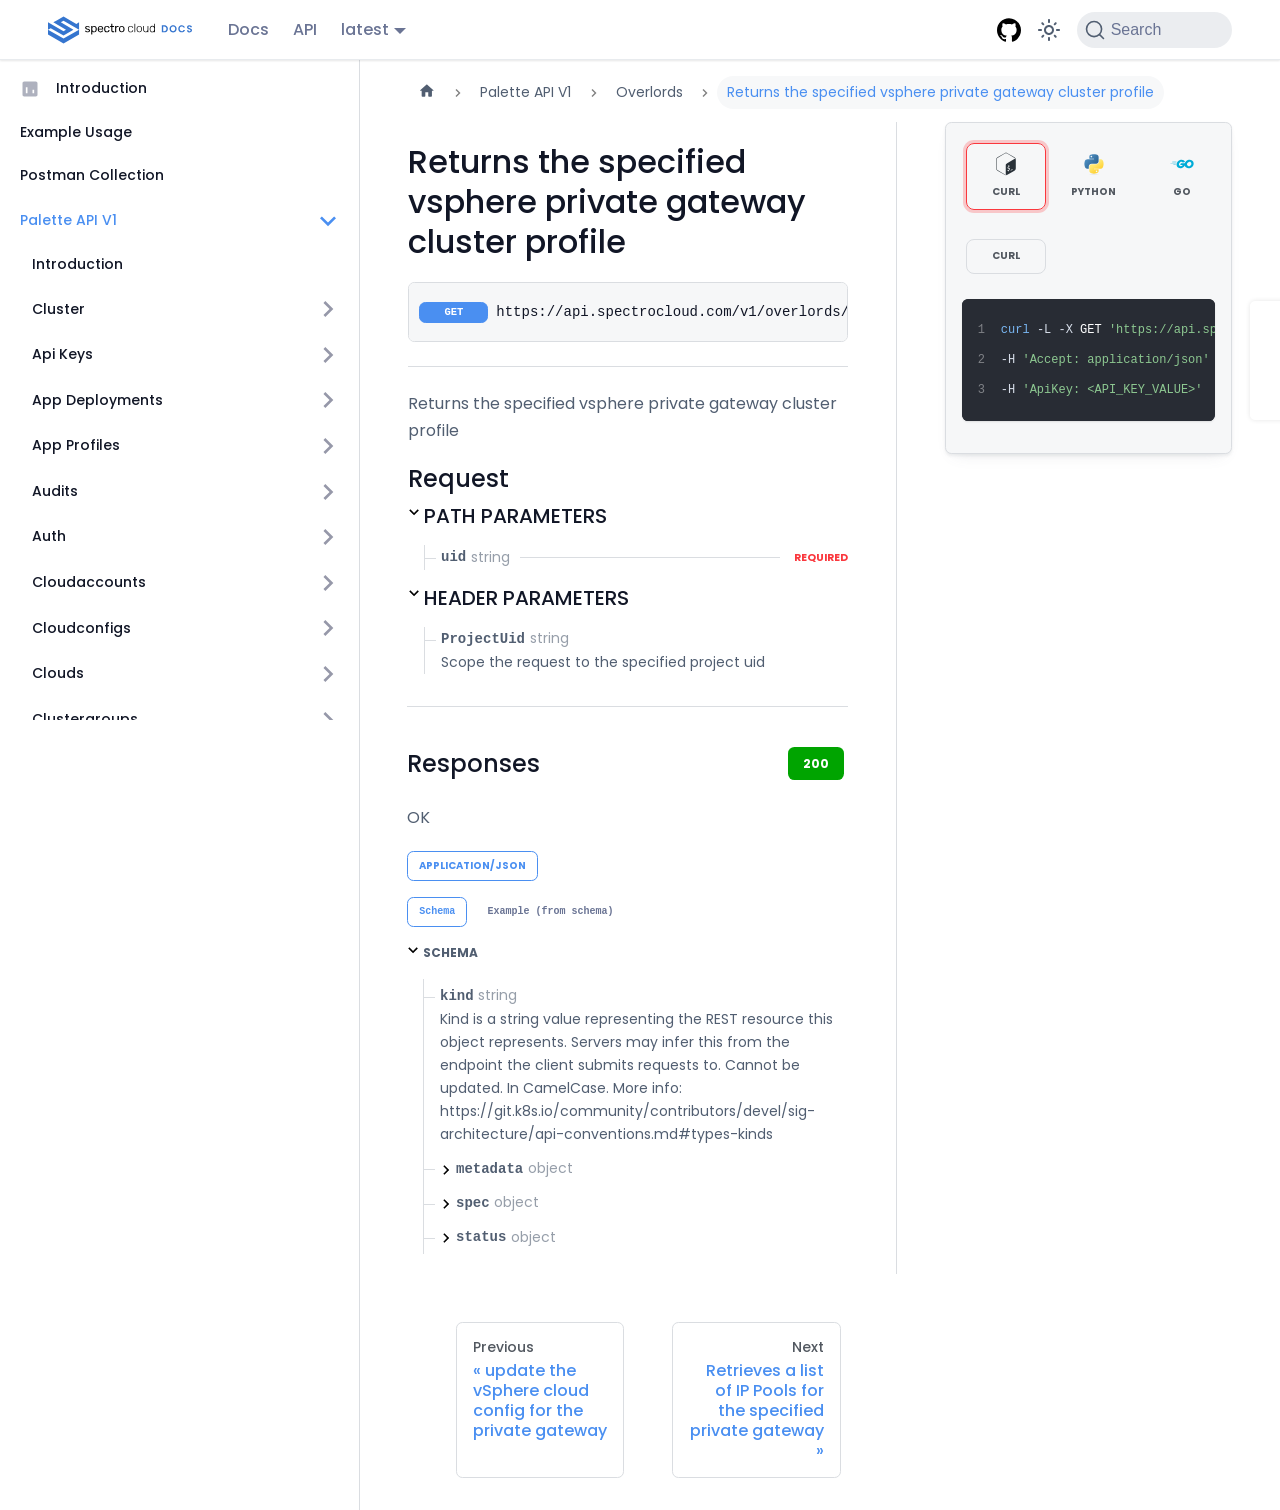 spectro cloud DOCS
Docs
API
latest
Search
Introduction
Example Usage
Postman Collection
Palette API V1
Introduction
Cluster
Api Keys
App Deployments
App Profiles
Audits
Auth
Cloudaccounts
Cloudconfigs
Clouds
Clustergroups
Palette API V1
Overlords
Returns the specified vsphere private gateway cluster profile
Returns the specified
vsphere private gateway
cluster profile
GET https://api.spectrocloud.com/v1/overlords/
Returns the specified vsphere private gateway cluster
profile
Request
PATH PARAMETERS
uid string REQUIRED
HEADER PARAMETERS
ProjectUid string
Scope the request to the specified project uid
Responses
200
OK
APPLICATION/JSON
Schema
Example (from schema)
SCHEMA
kind string
Kind is a string value representing the REST resource this
object represents. Servers may infer this from the
endpoint the client submits requests to. Cannot be
updated. In CamelCase. More info:
https://git.k8s.io/community/contributors/devel/sig-
architecture/api-conventions.md#types-kinds
metadata object
spec object
status object
CURL
PYTHON
GO
CURL
1 curl -L -X GET 'https://api.sp
2 -H 'Accept: application/json'
3 -H 'ApiKey: <API_KEY_VALUE>'
Previous
« update the
vSphere cloud
config for the
private gateway
Next
Retrieves a list
of IP Pools for
the specified
private gateway
»